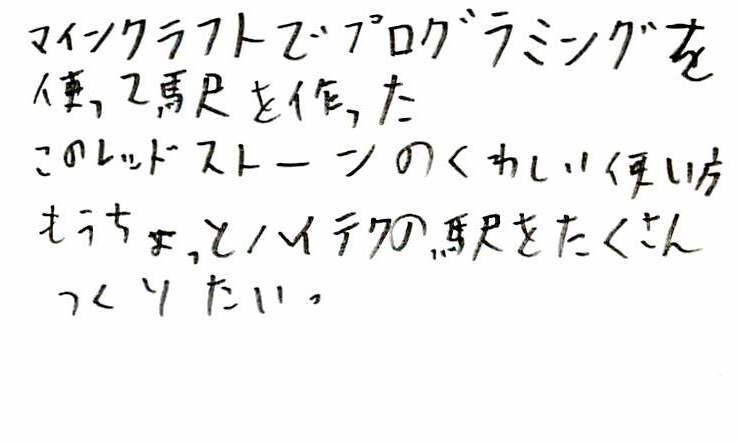 マインクラフトでプログラミングを
使って駅を作った
このレッドストーンのくわしい使い方
もうちょっとハイテクの駅をたくさん
つくりたい。